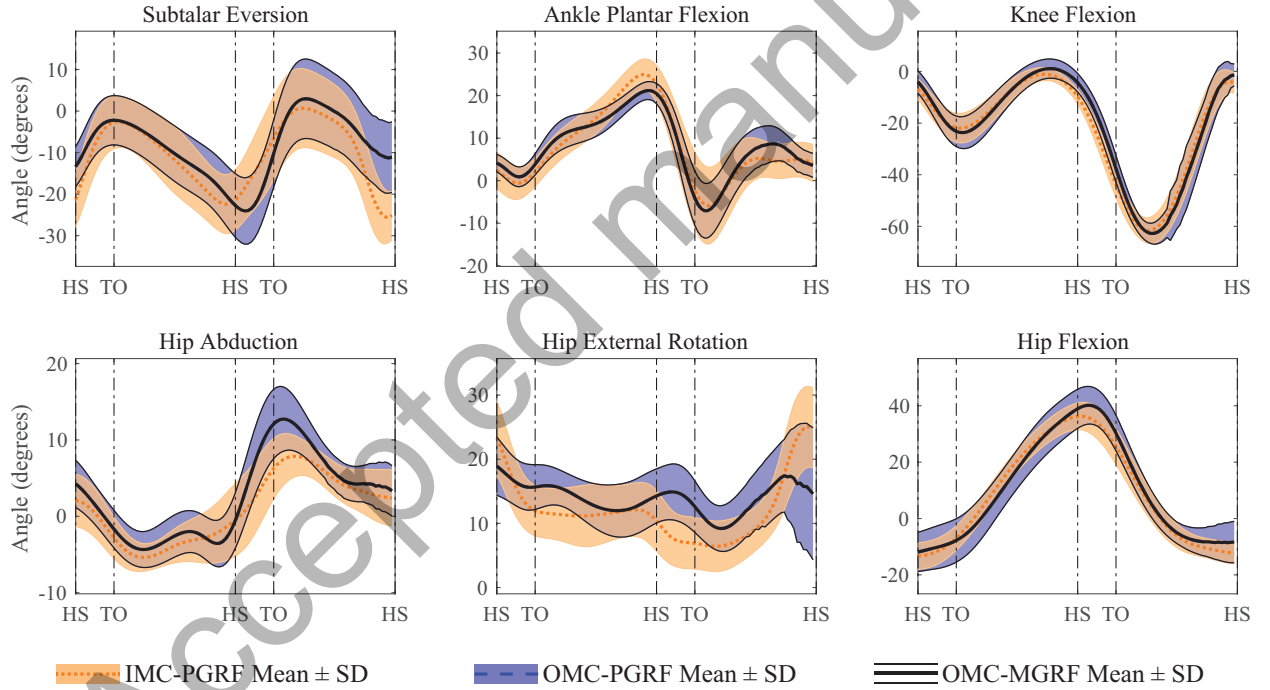 Subtalar Eversion Ankle Plantar Flexion Knee Flexion
Angle (degrees)
10
0
-10
-20
-30
HS TO HS TO HS
30
20
10
0
-10
-20
HS TO HS TO HS
0
-20
-40
-60
HS TO HS TO HS
Hip Abduction Hip External Rotation Hip Flexion
Angle (degrees)
20
10
0
-10
HS TO HS TO HS
30
20
10
0
HS TO HS TO HS
40
20
0
-20
HS TO HS TO HS
IMC-PGRF Mean ± SD OMC-PGRF Mean ± SD OMC-MGRF Mean ± SD
Accepted manu